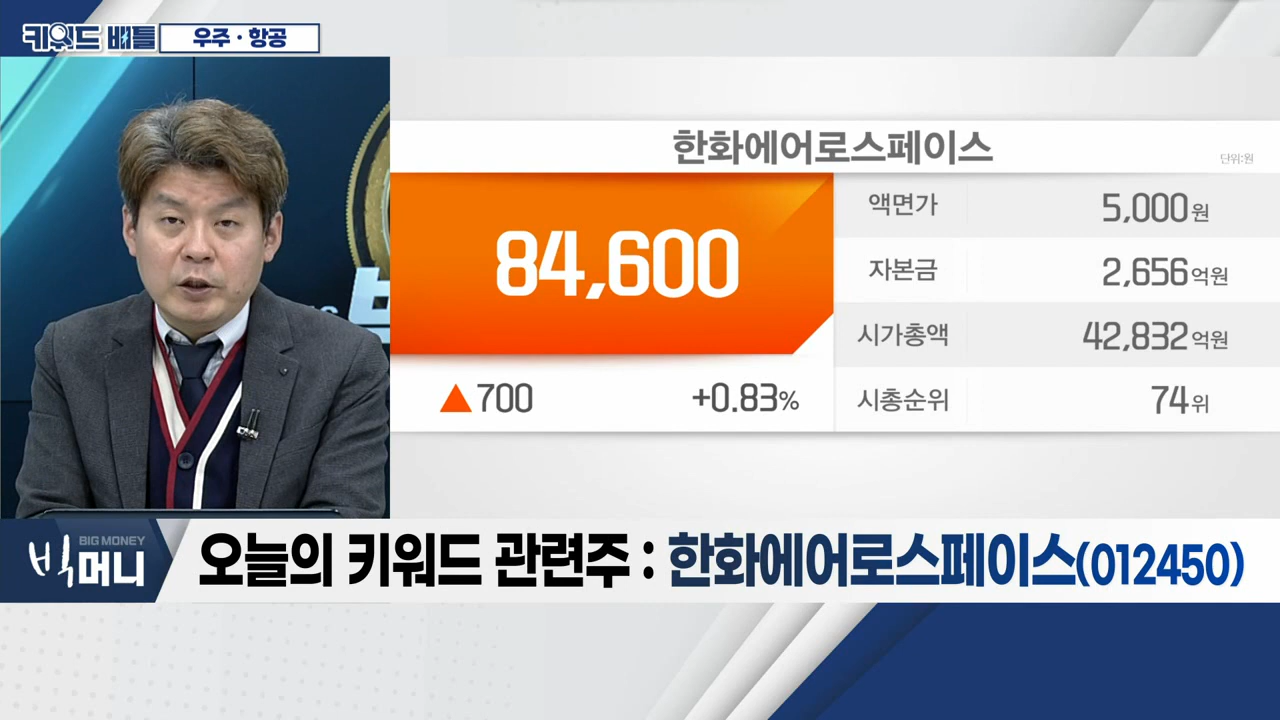 키워드 배틀
우주·항공
한화에어로스페이스
단위:원
84,600
▲700 +0.83%
액면가 5,000원
자본금 2,656억원
시가총액 42,832억원
시총순위 74위
BIG MONEY
빅머니
오늘의 키워드 관련주 : 한화에어로스페이스(012450)